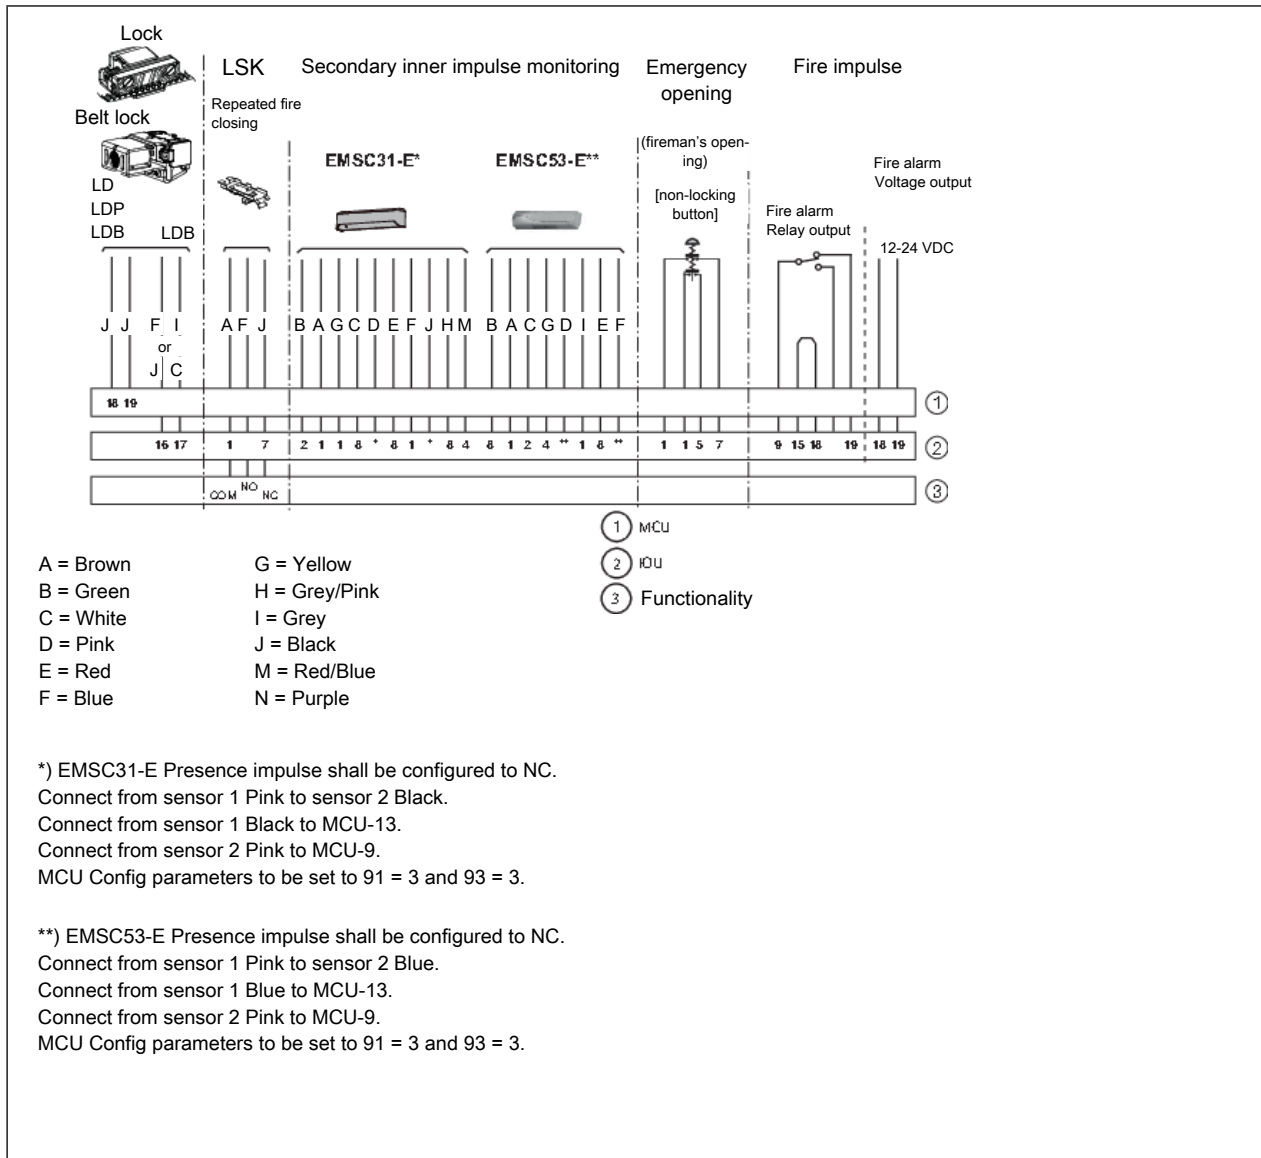 Lock
LSK
Secondary inner impulse monitoring
Emergency
opening
Fire impulse
Repeated fire
closing
Belt lock
(fireman's open-
ing)
EMSC31-E*
EMSC53-E**
Fire alarm
Voltage output
LD
LDP
LDB
LDB
[non-locking
button]
Fire alarm
Relay output
12-24 VDC
J J F I
or
J C
A F J
B A G C D E F J H M
B A C G D I E F
18 19
1
16 17 1 7 2 1 1 8 * 8 1 * 8 4 8 1 2 4 ** 1 8 ** 1 1 5 7 9 15 18 19 18 19
2
COM NO NC
3
1 MCU
2 IOU
3 Functionality
A = Brown
B = Green
C = White
D = Pink
E = Red
F = Blue
G = Yellow
H = Grey/Pink
I = Grey
J = Black
M = Red/Blue
N = Purple
*) EMSC31-E Presence impulse shall be configured to NC.
Connect from sensor 1 Pink to sensor 2 Black.
Connect from sensor 1 Black to MCU-13.
Connect from sensor 2 Pink to MCU-9.
MCU Config parameters to be set to 91 = 3 and 93 = 3.
**) EMSC53-E Presence impulse shall be configured to NC.
Connect from sensor 1 Pink to sensor 2 Blue.
Connect from sensor 1 Blue to MCU-13.
Connect from sensor 2 Pink to MCU-9.
MCU Config parameters to be set to 91 = 3 and 93 = 3.